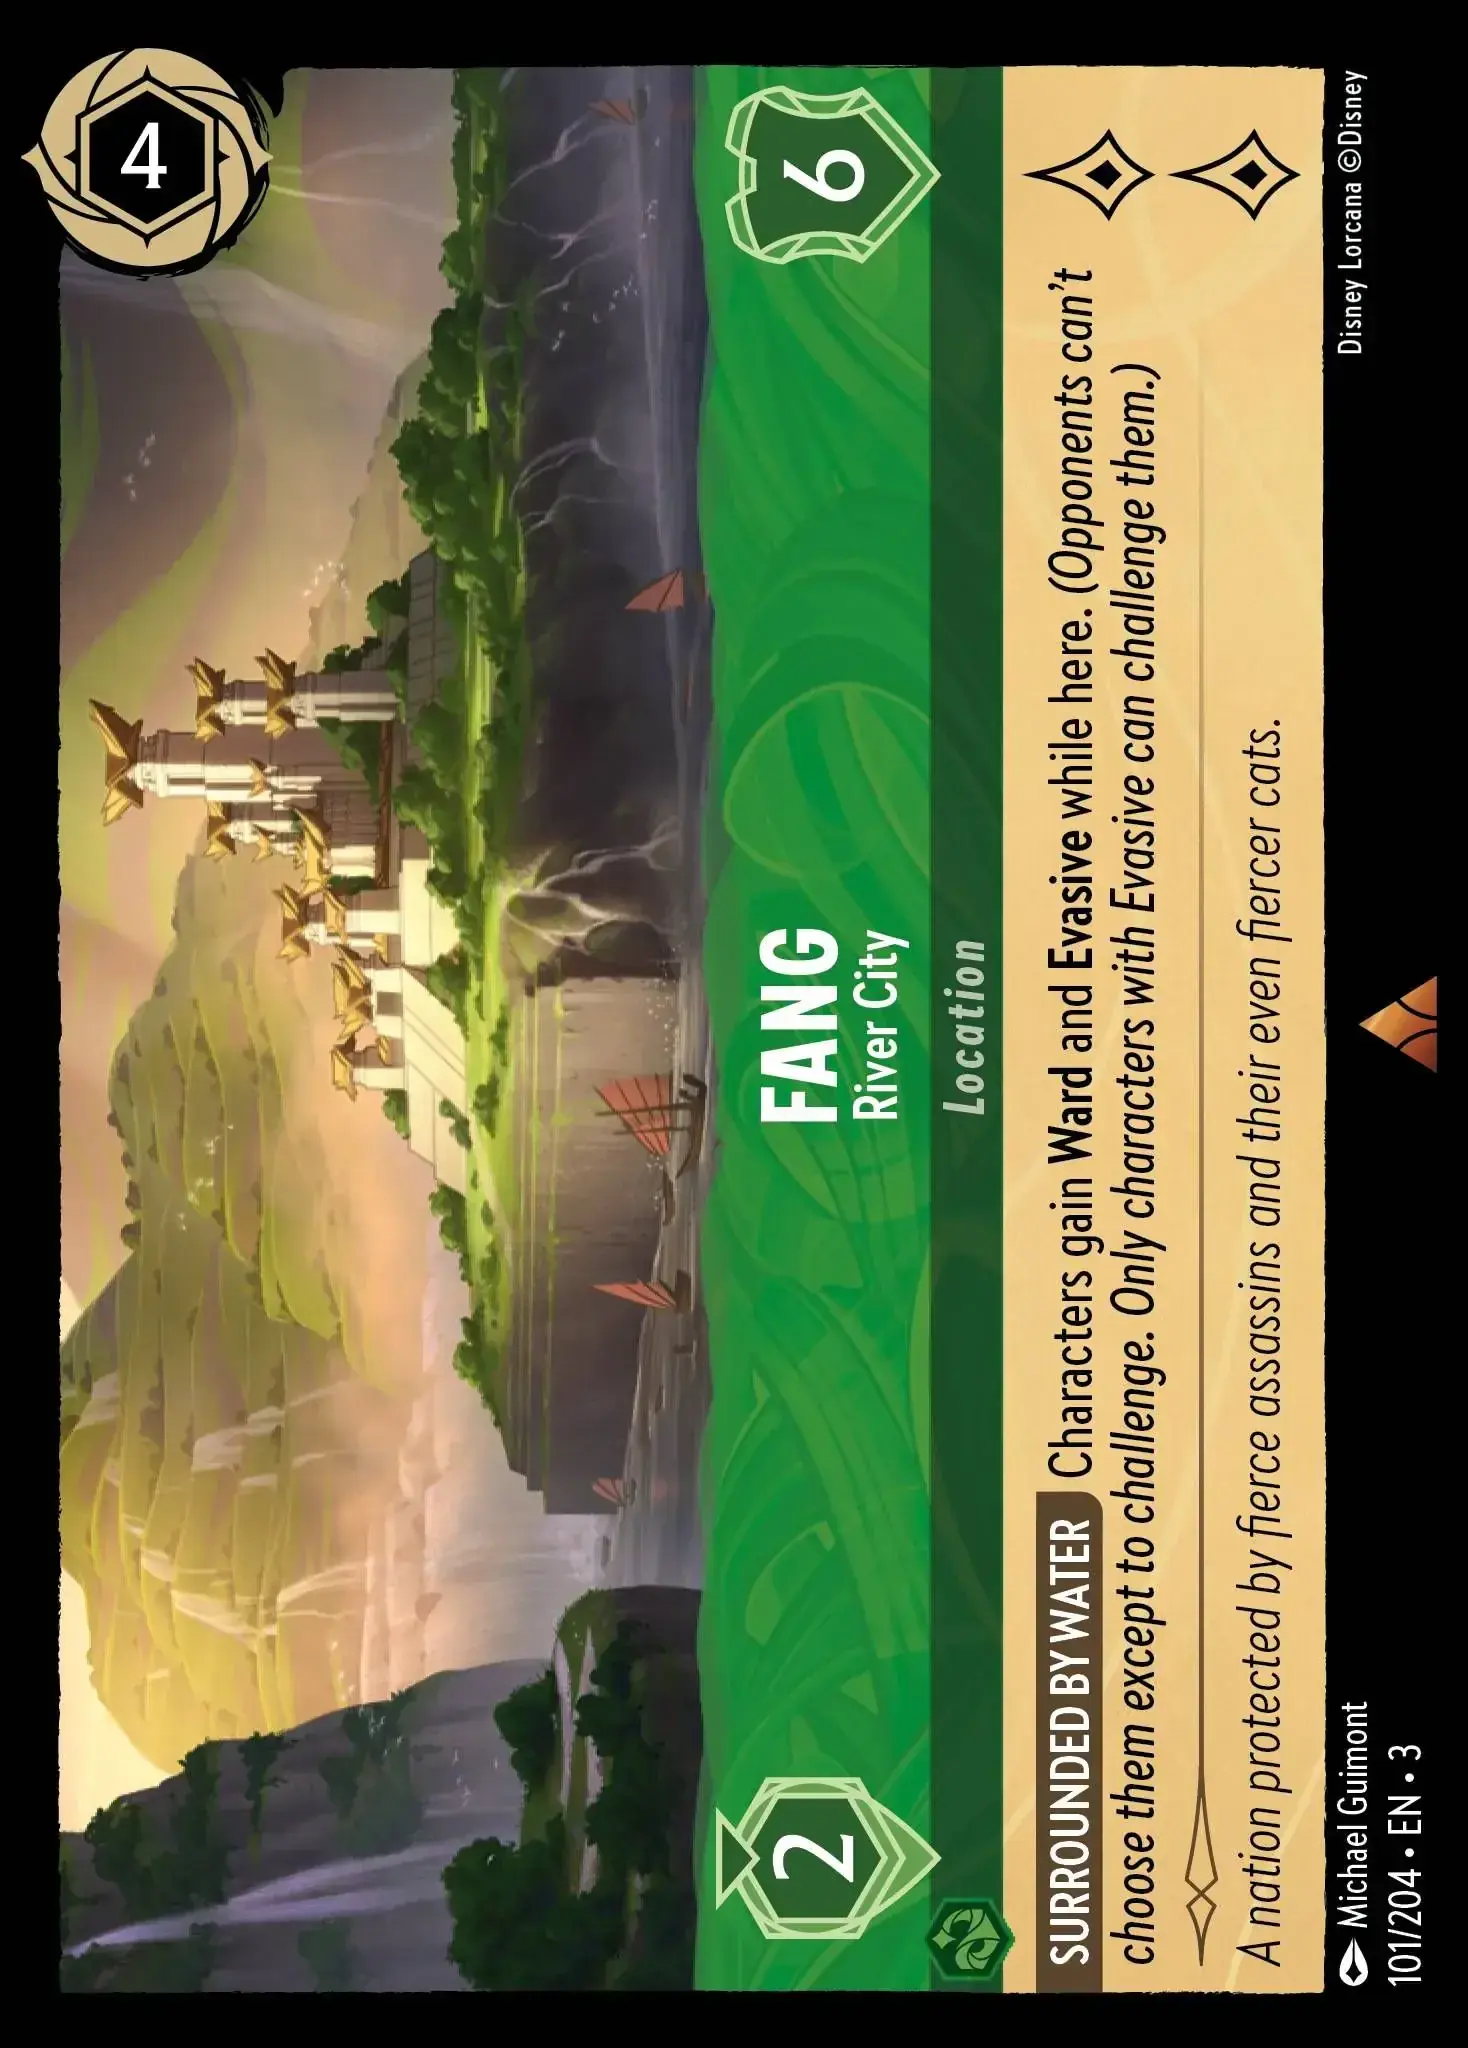 4
2
FANG
River City
6
Location
SURROUNDED BY WATER Characters gain Ward and Evasive while here. (Opponents can't
choose them except to challenge. Only characters with Evasive can challenge them.)
A nation protected by fierce assassins and their even fiercer cats.
Michael Guimont
101/204 • EN • 3
Disney Lorcana ©Disney